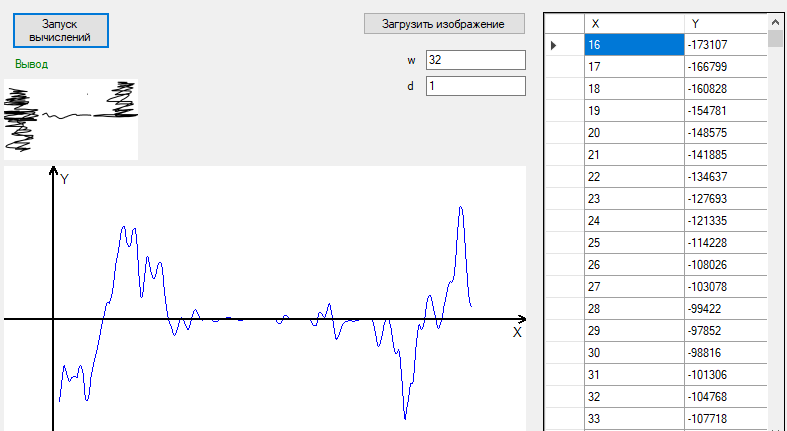 Запуск
вычислений
Вывод
Загрузить изображение
w 32
d 1
Y
X
X Y
16 -173107
17 -166799
18 -160828
19 -154781
20 -148575
21 -141885
22 -134637
23 -127693
24 -121335
25 -114228
26 -108026
27 -103078
28 -99422
29 -97852
30 -98816
31 -101306
32 -104768
33 -107718